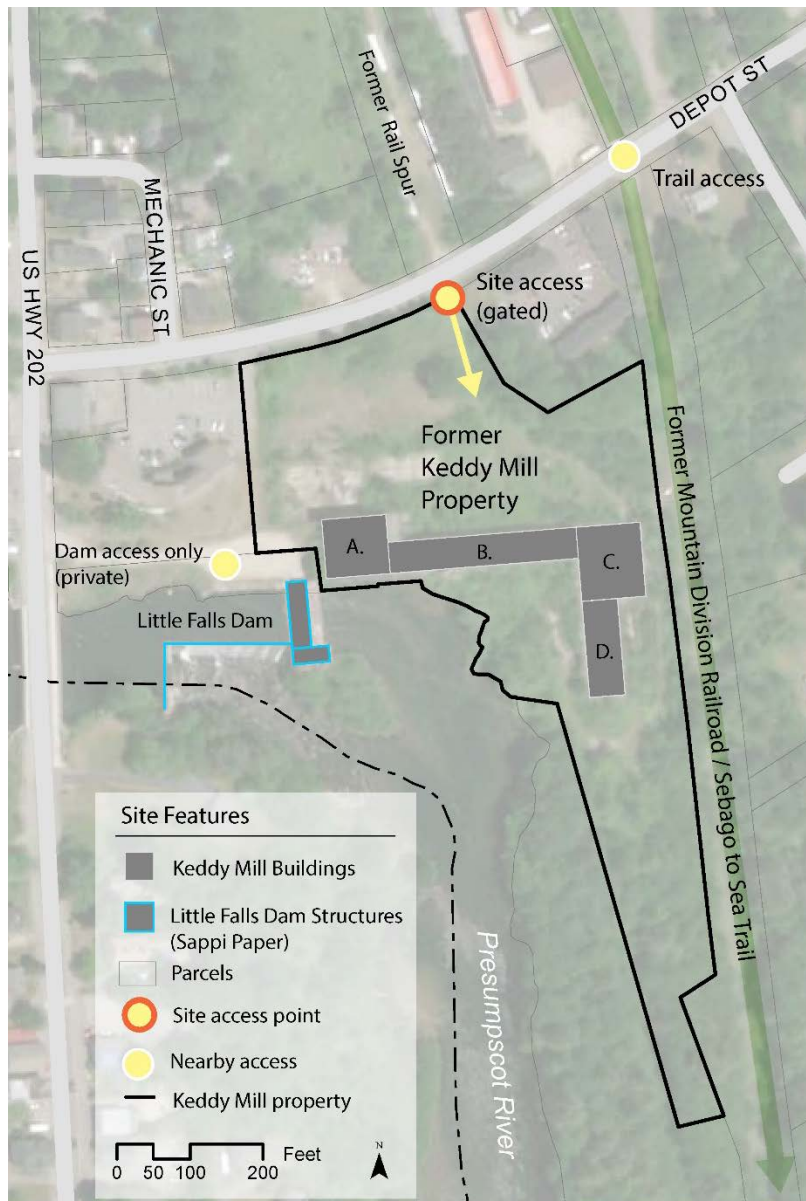 Former Rail Spur
DEPOT ST
Trail access
MECHANIC ST
US HWY 202
Site access
(gated)
Former
Keddy Mill
Property
Former Mountain Division Railroad / Sebago to Sea Trail
A.
B.
C.
D.
Dam access only
(private)
Little Falls Dam
Presumpscot River
Site Features
Keddy Mill Buildings
Little Falls Dam Structures
(Sappi Paper)
Parcels
Site access point
Nearby access
Keddy Mill property
Feet
0 50 100 200
N